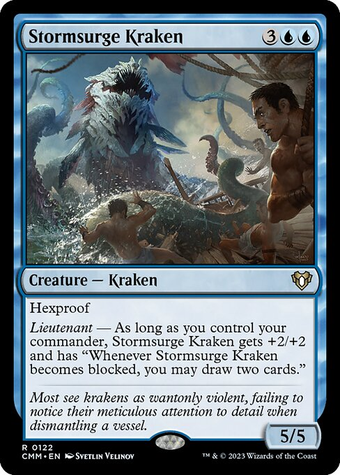 Stormsurge Kraken 3
Creature — Kraken
Hexproof
Lieutenant — As long as you control your
commander, Stormsurge Kraken gets +2/+2
and has “Whenever Stormsurge Kraken
becomes blocked, you may draw two cards.”
Most see krakens as wantonly violent, failing to
notice their meticulous attention to detail when
dismantling a vessel.
R 0122
CMM • EN Svetlin Velinov
™ & © 2023 Wizards of the Coast
5/5